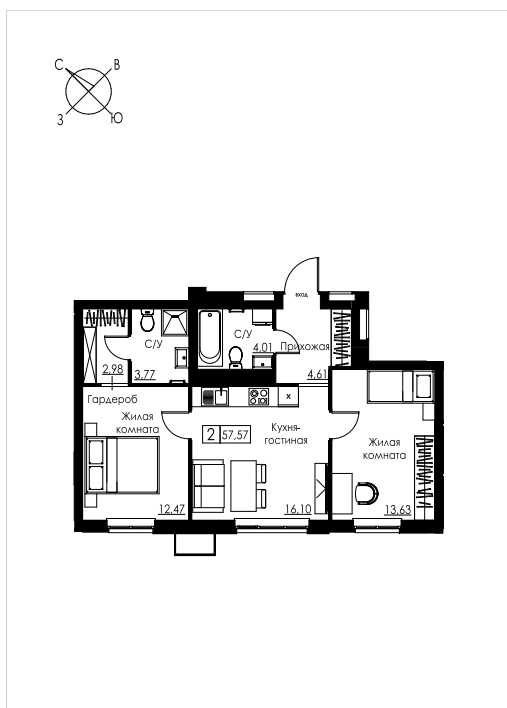 С В
З Ю
вход
С/У
С/У
4.01
Прихожая
2.98
3.77
4.61
Гардероб
Жилая
комната
2 57,57
Кухня-
гостиная
x
Жилая
комната
12.47
16.10
13.63